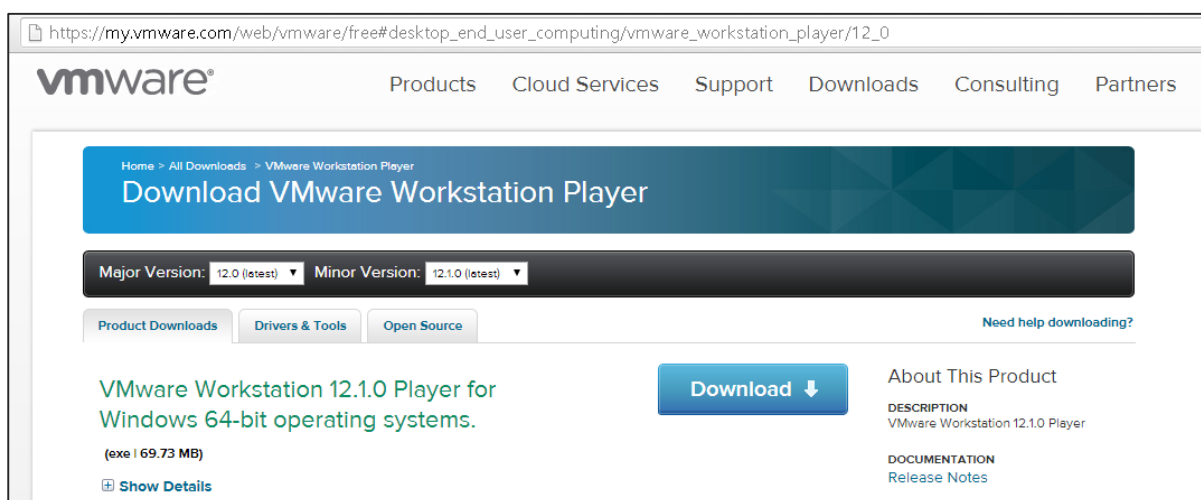 https://my.vmware.com/web/vmware/free#desktop_end_user_computing/vmware_workstation_player/12_0
vmware®
Products Cloud Services Support Downloads Consulting Partners
Home > All Downloads > VMware Workstation Player
Download VMware Workstation Player
Major Version: 12.0 (latest) Minor Version: 12.1.0 (latest)
Product Downloads Drivers & Tools Open Source Need help downloading?
VMware Workstation 12.1.0 Player for
Windows 64-bit operating systems.
(exe | 69.73 MB)
Show Details
Download
About This Product
DESCRIPTION
VMware Workstation 12.1.0 Player
DOCUMENTATION
Release Notes